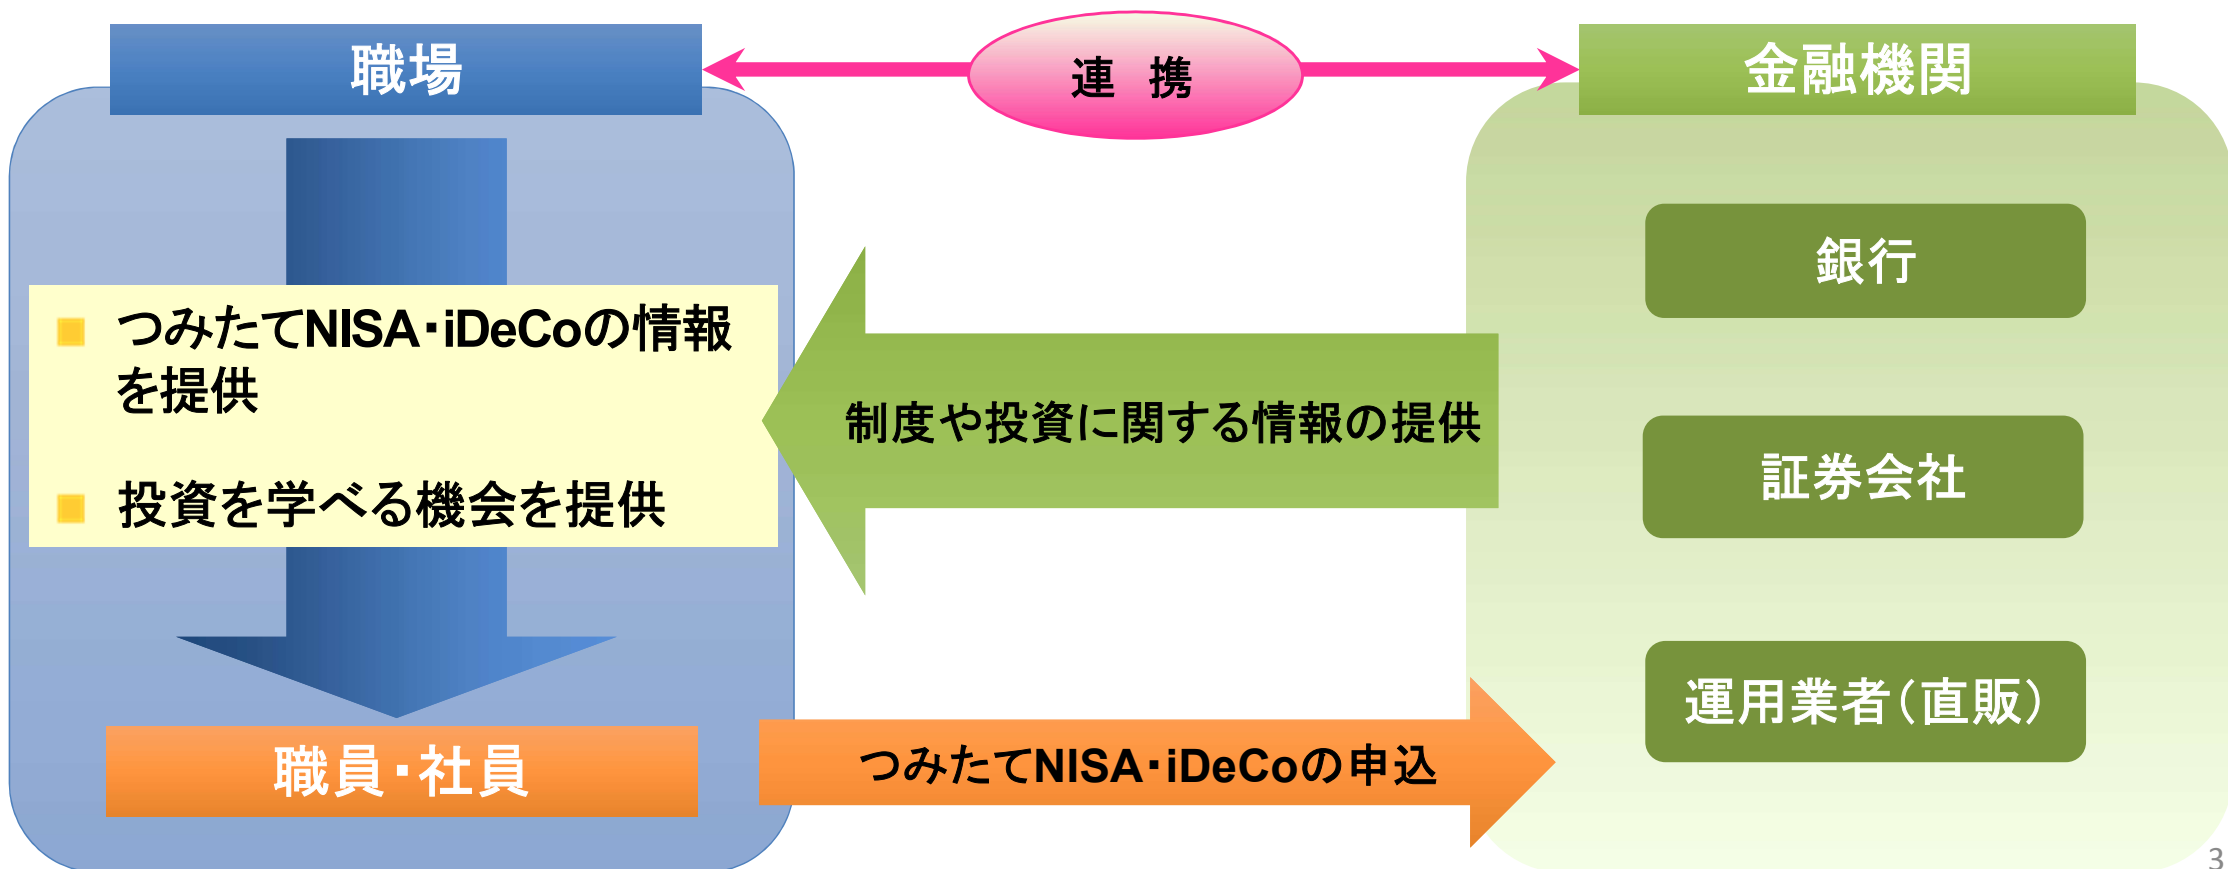 職場
連　携
金融機関
つみたてNISA・iDeCoの情報
を提供
投資を学べる機会を提供
制度や投資に関する情報の提供
銀行
証券会社
運用業者（直販）
職員・社員
つみたてNISA・iDeCoの申込
3